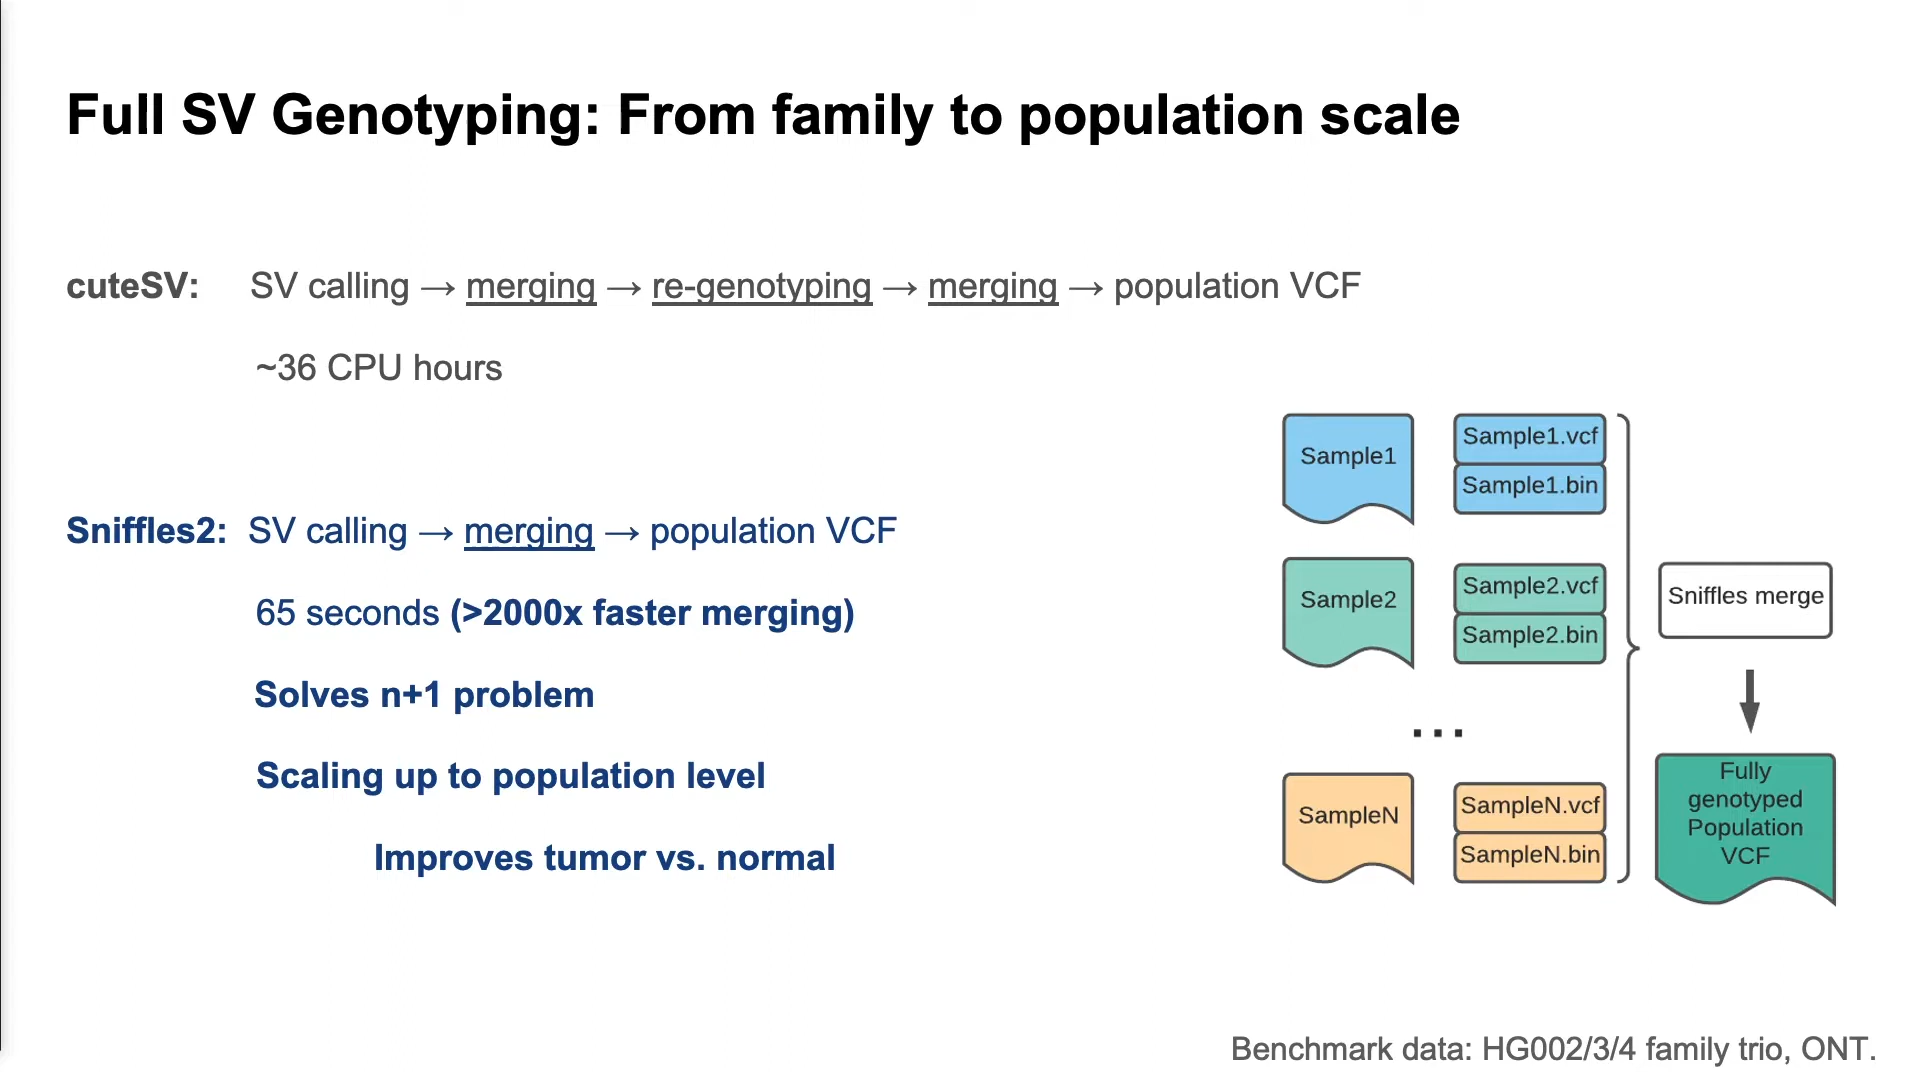 Full SV Genotyping: From family to population scale
cuteSV: SV calling → merging → re-genotyping → merging → population VCF
~36 CPU hours
Sniffles2: SV calling → merging → population VCF
65 seconds (>2000x faster merging)
Solves n+1 problem
Scaling up to population level
Improves tumor vs. normal
Sample1
Sample1.vcf
Sample1.bin
Sample2
Sample2.vcf
Sample2.bin
...
SampleN
SampleN.vcf
SampleN.bin
Sniffles merge
Fully
genotyped
Population
VCF
Benchmark data: HG002/3/4 family trio, ONT.